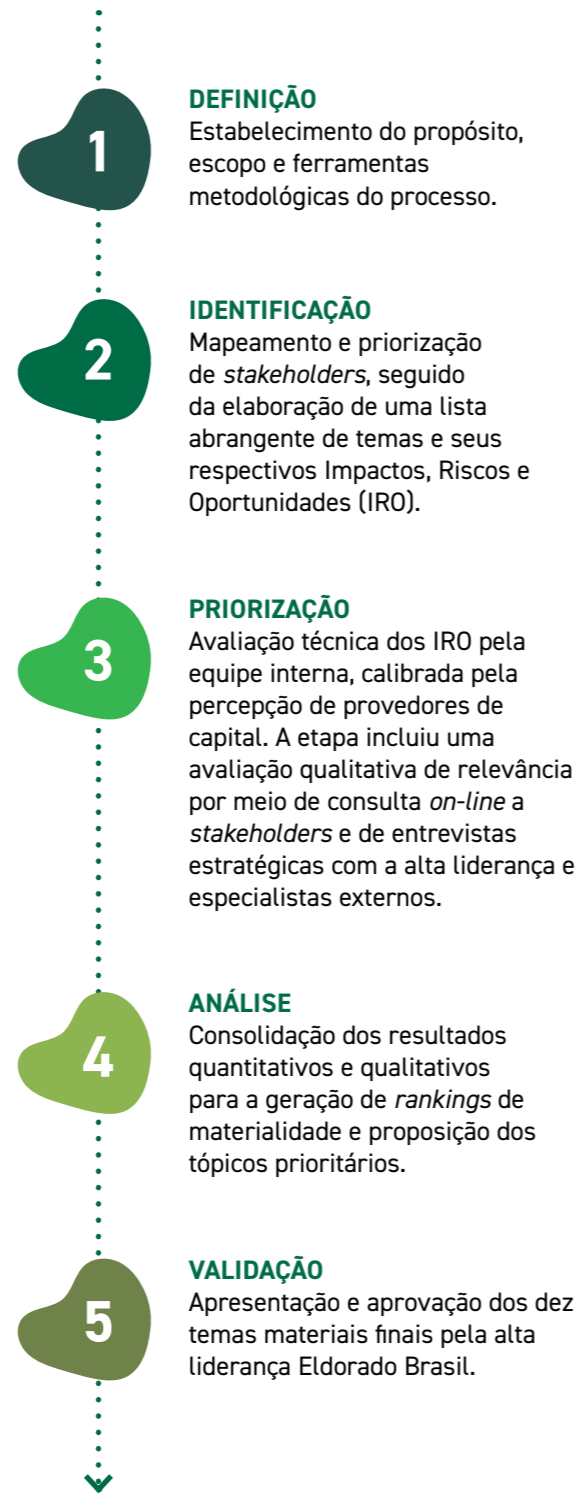 1
DEFINIÇÃO
Estabelecimento do propósito,
escopo e ferramentas
metodológicas do processo.
2
IDENTIFICAÇÃO
Mapeamento e priorização
de stakeholders, seguido
da elaboração de uma lista
abrangente de temas e seus
respectivos Impactos, Riscos e
Oportunidades (IRO).
3
PRIORIZAÇÃO
Avaliação técnica dos IRO pela
equipe interna, calibrada pela
percepção de provedores de
capital. A etapa incluiu uma
avaliação qualitativa de relevância
por meio de consulta on-line a
stakeholders e de entrevistas
estratégicas com a alta liderança e
especialistas externos.
4
ANÁLISE
Consolidação dos resultados
quantitativos e qualitativos
para a geração de rankings de
materialidade e proposição dos
tópicos prioritários.
5
VALIDAÇÃO
Apresentação e aprovação dos dez
temas materiais finais pela alta
liderança Eldorado Brasil.